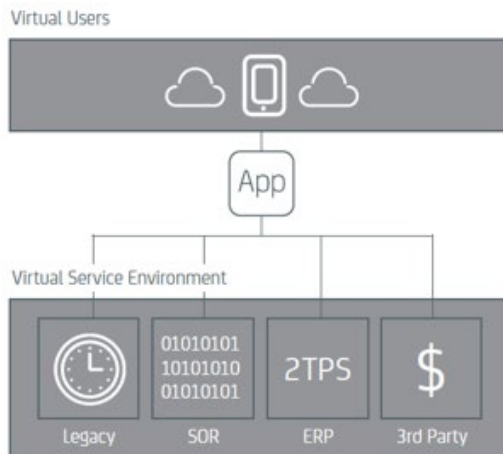 Virtual Users
App
Virtual Service Environment
01010101
10101010
01010101
2TPS
$
Legacy
SOR
ERP
3rd Party